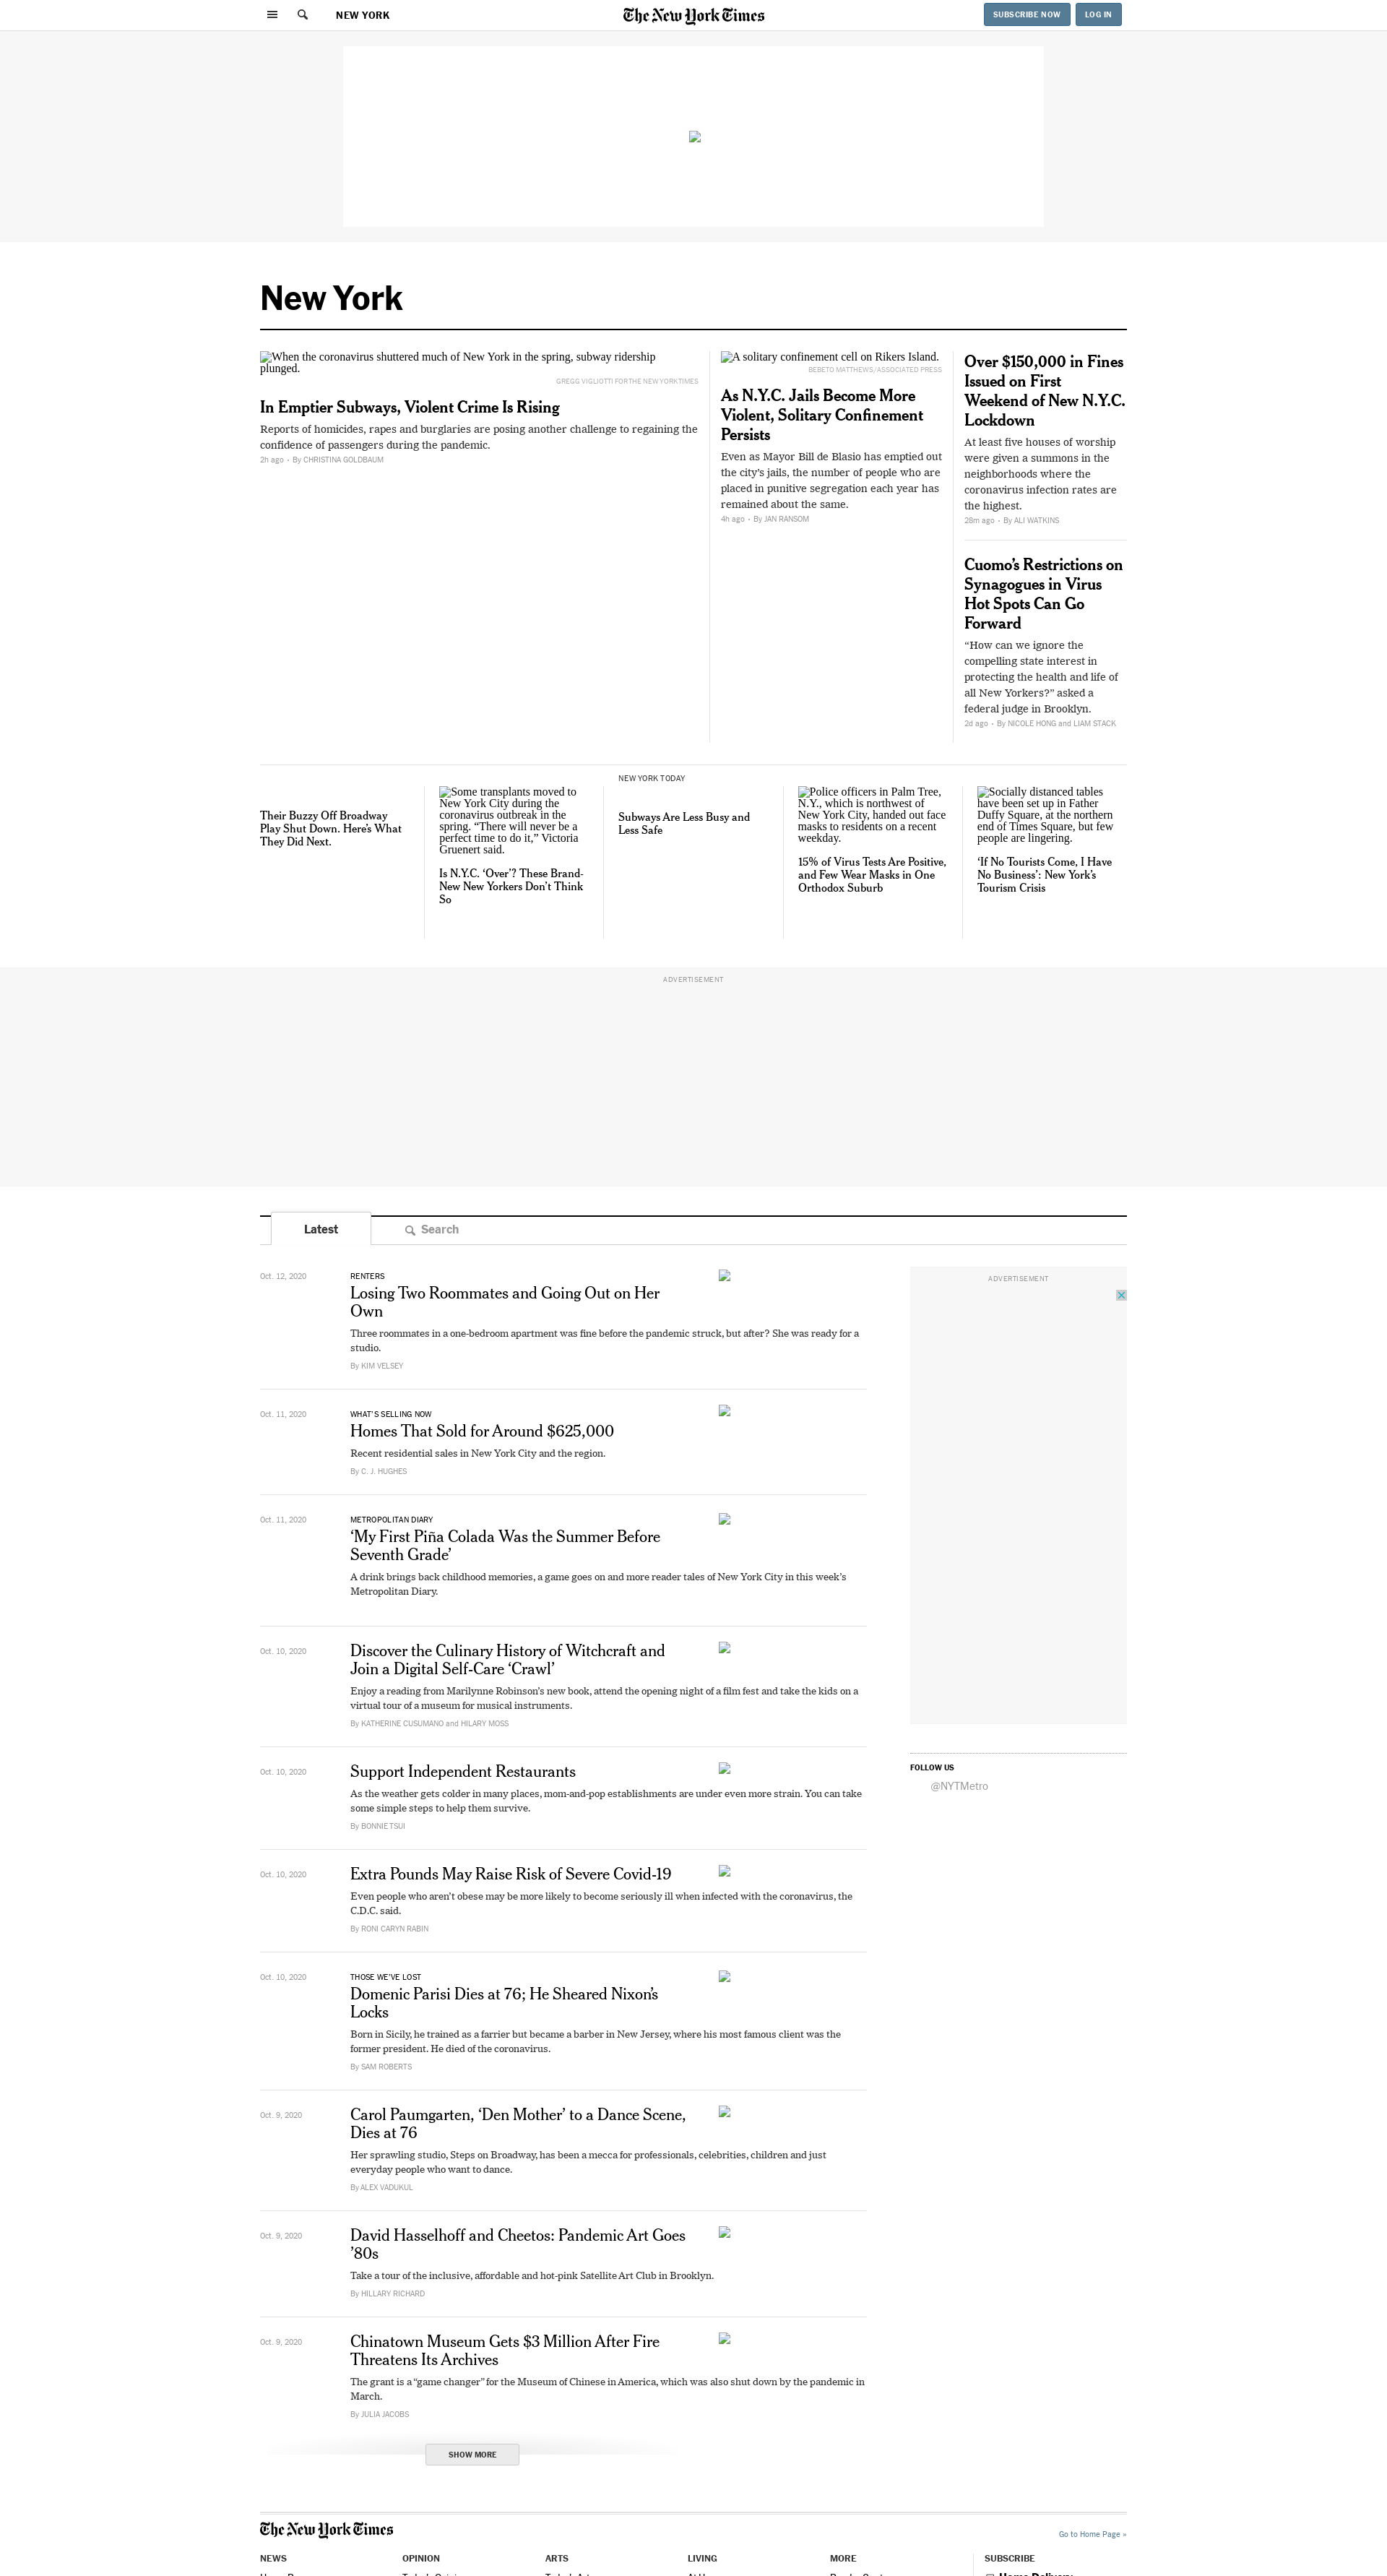 NEW YORK
The New York Times
SUBSCRIBE NOW
LOG IN
New York
When the coronavirus shuttered much of New York in the spring, subway ridership
plunged.
GREGG VIGLIOTTI FOR THE NEW YORK TIMES
In Emptier Subways, Violent Crime Is Rising
Reports of homicides, rapes and burglaries are posing another challenge to regaining the
confidence of passengers during the pandemic.
2h ago • By CHRISTINA GOLDBAUM
A solitary confinement cell on Rikers Island.
BEBETO MATTHEWS/ASSOCIATED PRESS
As N.Y.C. Jails Become More
Violent, Solitary Confinement
Persists
Even as Mayor Bill de Blasio has emptied out
the city’s jails, the number of people who are
placed in punitive segregation each year has
remained about the same.
4h ago • By JAN RANSOM
Over $150,000 in Fines
Issued on First
Weekend of New N.Y.C.
Lockdown
At least five houses of worship
were given a summons in the
neighborhoods where the
coronavirus infection rates are
the highest.
28m ago • By ALI WATKINS
Cuomo’s Restrictions on
Synagogues in Virus
Hot Spots Can Go
Forward
“How can we ignore the
compelling state interest in
protecting the health and life of
all New Yorkers?” asked a
federal judge in Brooklyn.
2d ago • By NICOLE HONG and LIAM STACK
Their Buzzy Off Broadway
Play Shut Down. Here’s What
They Did Next.
Some transplants moved to
New York City during the
coronavirus outbreak in the
spring. “There will never be a
perfect time to do it,” Victoria
Gruenert said.
Is N.Y.C. ‘Over’? These Brand-
New New Yorkers Don’t Think
So
NEW YORK TODAY
Subways Are Less Busy and
Less Safe
Police officers in Palm Tree,
N.Y., which is northwest of
New York City, handed out face
masks to residents on a recent
weekday.
15% of Virus Tests Are Positive,
and Few Wear Masks in One
Orthodox Suburb
Socially distanced tables
have been set up in Father
Duffy Square, at the northern
end of Times Square, but few
people are lingering.
‘If No Tourists Come, I Have
No Business’: New York’s
Tourism Crisis
ADVERTISEMENT
Latest
Search
Oct. 12, 2020
RENTERS
Losing Two Roommates and Going Out on Her
Own
Three roommates in a one-bedroom apartment was fine before the pandemic struck, but after? She was ready for a
studio.
By KIM VELSEY
Oct. 11, 2020
WHAT’S SELLING NOW
Homes That Sold for Around $625,000
Recent residential sales in New York City and the region.
By C. J. HUGHES
Oct. 11, 2020
METROPOLITAN DIARY
‘My First Piña Colada Was the Summer Before
Seventh Grade’
A drink brings back childhood memories, a game goes on and more reader tales of New York City in this week’s
Metropolitan Diary.
Oct. 10, 2020
Discover the Culinary History of Witchcraft and
Join a Digital Self-Care ‘Crawl’
Enjoy a reading from Marilynne Robinson’s new book, attend the opening night of a film fest and take the kids on a
virtual tour of a museum for musical instruments.
By KATHERINE CUSUMANO and HILARY MOSS
Oct. 10, 2020
Support Independent Restaurants
As the weather gets colder in many places, mom-and-pop establishments are under even more strain. You can take
some simple steps to help them survive.
By BONNIE TSUI
Oct. 10, 2020
Extra Pounds May Raise Risk of Severe Covid-19
Even people who aren’t obese may be more likely to become seriously ill when infected with the coronavirus, the
C.D.C. said.
By RONI CARYN RABIN
Oct. 10, 2020
THOSE WE’VE LOST
Domenic Parisi Dies at 76; He Sheared Nixon’s
Locks
Born in Sicily, he trained as a farrier but became a barber in New Jersey, where his most famous client was the
former president. He died of the coronavirus.
By SAM ROBERTS
Oct. 9, 2020
Carol Paumgarten, ‘Den Mother’ to a Dance Scene,
Dies at 76
Her sprawling studio, Steps on Broadway, has been a mecca for professionals, celebrities, children and just
everyday people who want to dance.
By ALEX VADUKUL
Oct. 9, 2020
David Hasselhoff and Cheetos: Pandemic Art Goes
’80s
Take a tour of the inclusive, affordable and hot-pink Satellite Art Club in Brooklyn.
By HILLARY RICHARD
Oct. 9, 2020
Chinatown Museum Gets $3 Million After Fire
Threatens Its Archives
The grant is a “game changer” for the Museum of Chinese in America, which was also shut down by the pandemic in
March.
By JULIA JACOBS
SHOW MORE
ADVERTISEMENT
FOLLOW US
@NYTMetro
The New York Times
Go to Home Page »
NEWS
OPINION
ARTS
LIVING
MORE
SUBSCRIBE